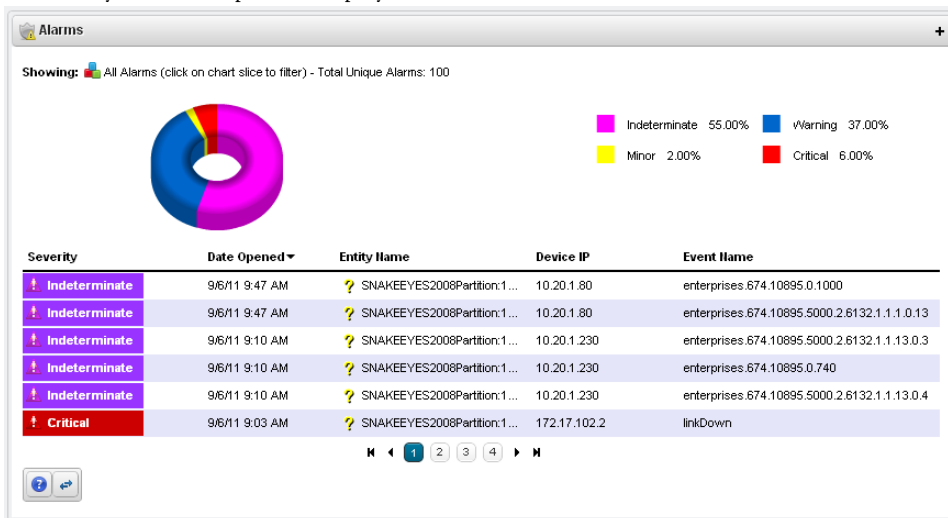 Alarms
Showing: All Alarms (click on chart slice to filter) - Total Unique Alarms: 100
Indeterminate 55.00% Warning 37.00%
Minor 2.00% Critical 6.00%
Severity Date Opened Entity Name Device IP Event Name
Indeterminate 9/6/11 9:47 AM SNAKEEYES2008Partition:1... 10.20.1.80 enterprises.674.10895.0.1000
Indeterminate 9/6/11 9:47 AM SNAKEEYES2008Partition:1... 10.20.1.80 enterprises.674.10895.5000.2.6132.1.1.1.0.13
Indeterminate 9/6/11 9:10 AM SNAKEEYES2008Partition:1... 10.20.1.230 enterprises.674.10895.5000.2.6132.1.1.13.0.3
Indeterminate 9/6/11 9:10 AM SNAKEEYES2008Partition:1... 10.20.1.230 enterprises.674.10895.0.740
Indeterminate 9/6/11 9:10 AM SNAKEEYES2008Partition:1... 10.20.1.230 enterprises.674.10895.5000.2.6132.1.1.13.0.4
Critical 9/6/11 9:03 AM SNAKEEYES2008Partition:1... 172.17.102.2 linkDown
1 2 3 4